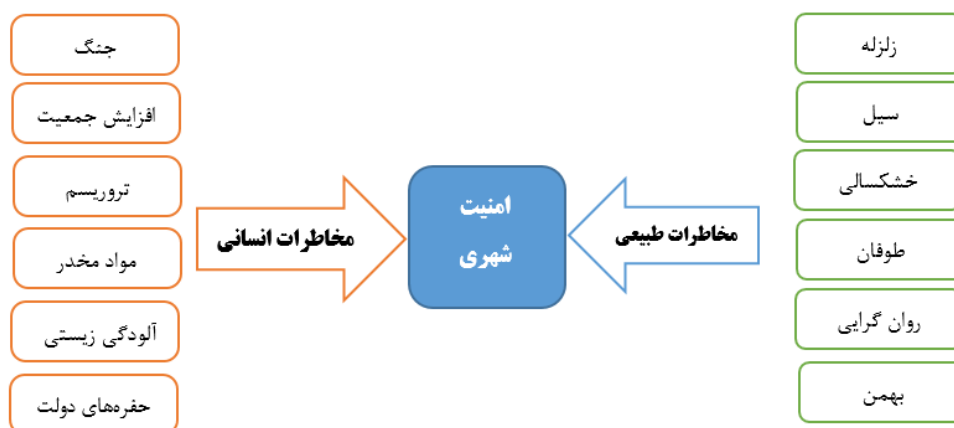 زلزله
سیل
خشکسالی
طوفان
روان گرایی
بهمن
مخاطرات طبیعی
امنیت
شهری
مخاطرات انسانی
جنگ
افزایش جمعیت
تروریسم
مواد مخدر
آلودگی زیستی
حفره‌های دولت